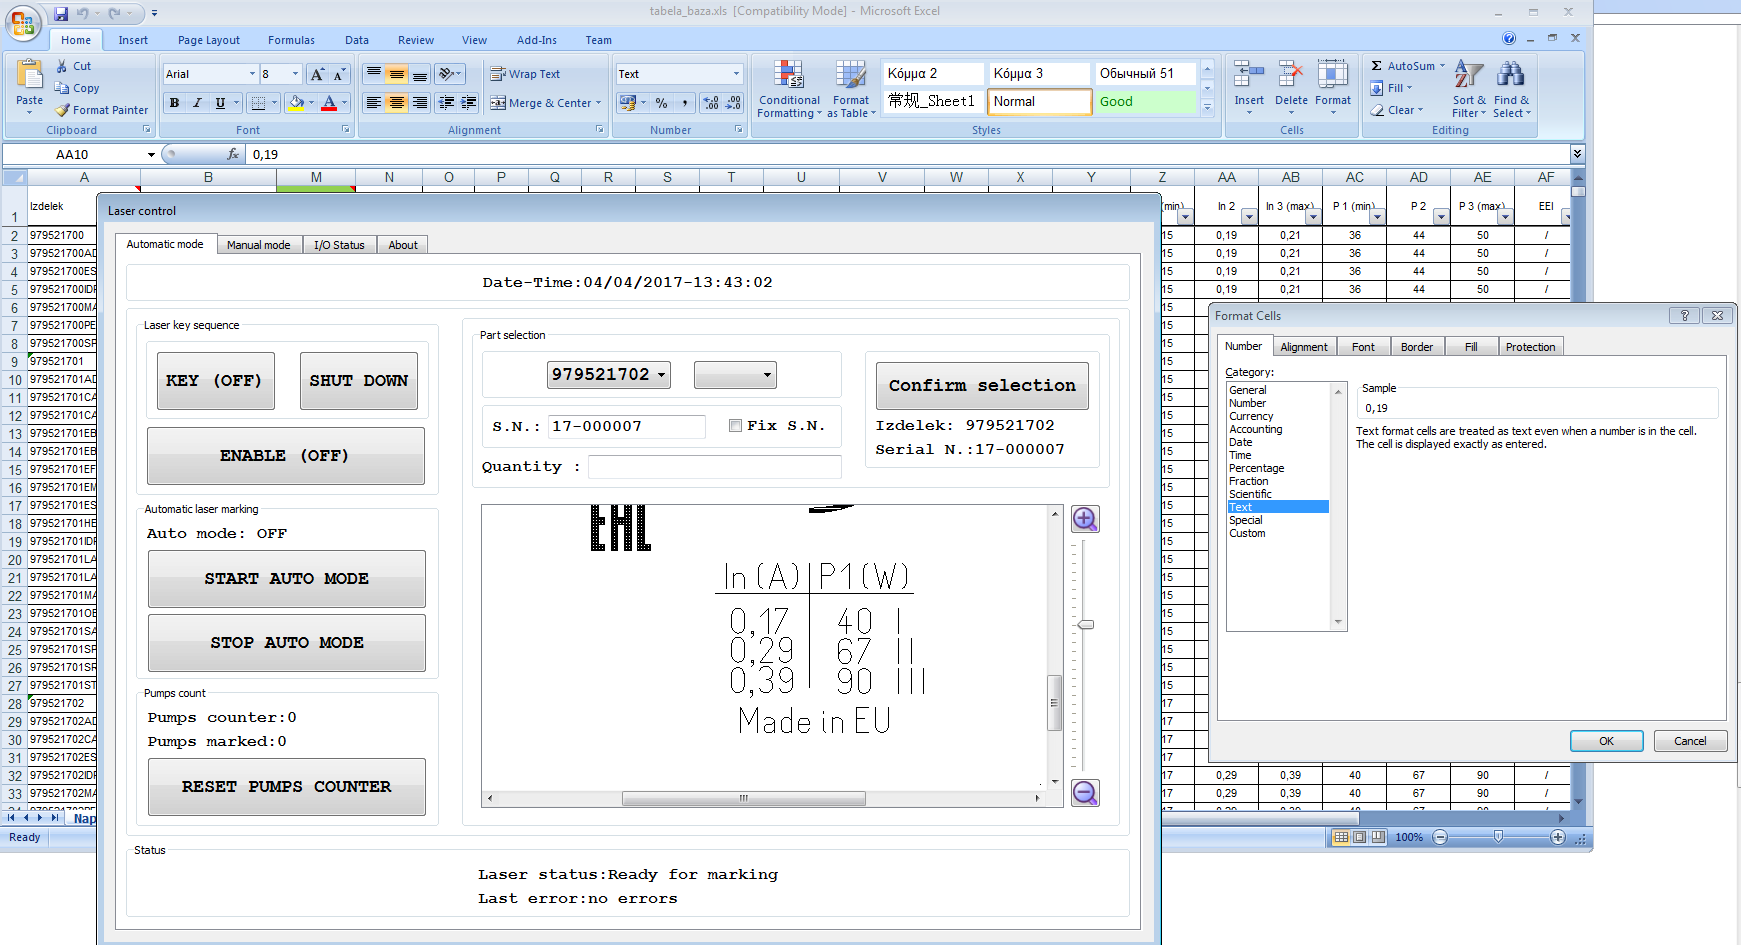 tabela_baza.xls [Compatibility Mode] - Microsoft Excel
Home Insert Page Layout Formulas Data Review View Add-Ins Team
Paste Cut Copy Format Painter
Arial 8
B I U
Wrap Text
Merge & Center
Text
%
Conditional Formatting
Format as Table
Κόμμα 2 Κόμμα 3 Обычный 51
常规_Sheet1 Normal Good
Insert Delete Format
AutoSum
Fill
Clear
Sort & Filter
Find & Select
Clipboard Font Alignment Number Styles Cells Editing
AA10 fx 0,19
A B M N O P Q R S T U V W X Y Z AA AB AC AD AE AF
1 Izdelek (min) In 2 In 3 (max) P 1 (min) P 2 P 3 (max) EEI
2 979521700 15 0,19 0,21 36 44 50 /
3 979521700AD 15 0,19 0,21 36 44 50 /
4 979521700ES 15 0,19 0,21 36 44 50 /
5 979521700IDR 15 0,19 0,21 36 44 50 /
6 979521700MA 15
7 979521700PE 15
8 979521700SP 15
9 979521701 15
10 979521701AD 15
11 979521701CA 15
12 979521701CA 15
13 979521701EB 15
14 979521701EB 15
15 979521701EF 15
16 979521701EM 15
17 979521701ES 15
18 979521701HE 15
19 979521701IDR 15
20 979521701LA 15
21 979521701LA 15
22 979521701MA 15
23 979521701OE 15
24 979521701SA 15
25 979521701SP 15
26 979521701SR 15
27 979521701ST 15
28 979521702 17
29 979521702AD 17
30 979521702CA 17
31 979521702ES 17
32 979521702IDR 17 0,29 0,39 40 67 90 /
33 979521702MA 17 0,29 0,39 40 67 90 /
Nap
Ready
100%
Laser control
Automatic mode Manual mode I/O Status About
Date-Time:04/04/2017-13:43:02
Laser key sequence
KEY (OFF) SHUT DOWN
ENABLE (OFF)
Automatic laser marking
Auto mode: OFF
START AUTO MODE
STOP AUTO MODE
Pumps count
Pumps counter:0
Pumps marked:0
RESET PUMPS COUNTER
Part selection
979521702
S.N.: 17-000007 Fix S.N.
Quantity :
Confirm selection
Izdelek: 979521702
Serial N.:17-000007
EAC
In(A) P1(W)
0,17 40 I
0,29 67 II
0,39 90 III
Made in EU
Status
Laser status:Ready for marking
Last error:no errors
Format Cells
Number Alignment Font Border Fill Protection
Category:
General
Number
Currency
Accounting
Date
Time
Percentage
Fraction
Scientific
Text
Special
Custom
Sample
0,19
Text format cells are treated as text even when a number is in the cell.
The cell is displayed exactly as entered.
OK Cancel